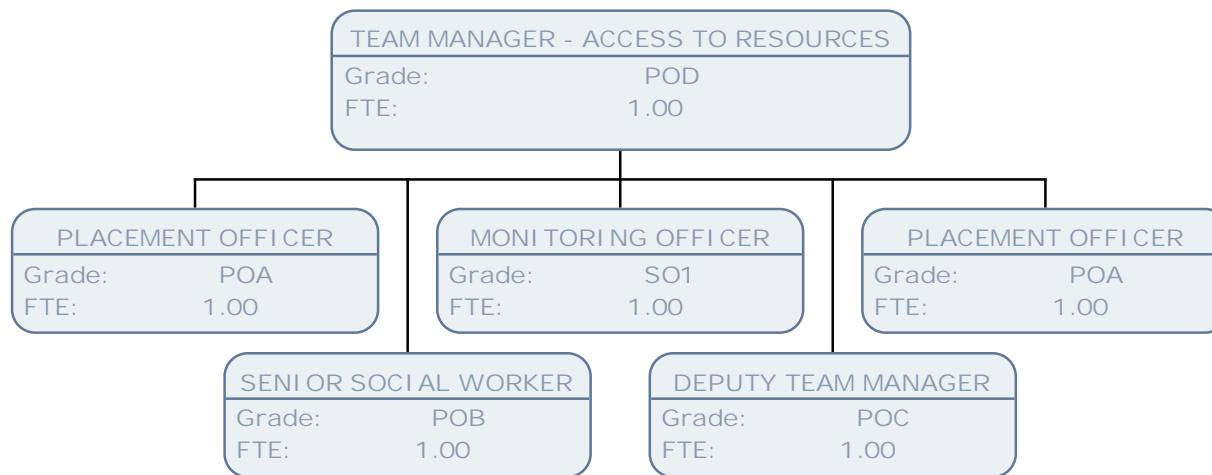 TEAM MANAGER - ACCESS TO RESOURCES
Grade: POD
FTE: 1.00
PLACEMENT OFFICER
Grade: POA
FTE: 1.00
MONITORING OFFICER
Grade: SO1
FTE: 1.00
PLACEMENT OFFICER
Grade: POA
FTE: 1.00
SENIOR SOCIAL WORKER
Grade: POB
FTE: 1.00
DEPUTY TEAM MANAGER
Grade: POC
FTE: 1.00